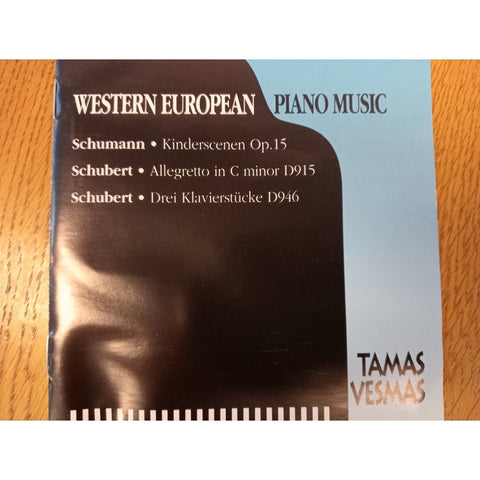 WESTERN EUROPEAN PIANO MUSIC
Schumann • Kinderscenen Op.15
Schubert • Allegretto in C minor D915
Schubert • Drei Klavierstücke D946
TAMAS
VESMAS